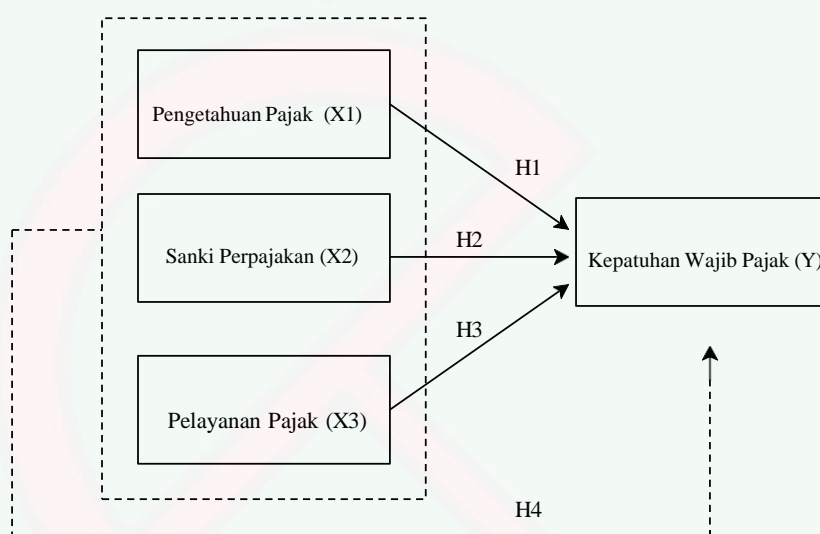 Pengetahuan Pajak (X1)
H1
Sanki Perpajakan (X2)
H2
Kepatuhan Wajib Pajak (Y)
H3
Pelayanan Pajak (X3)
H4